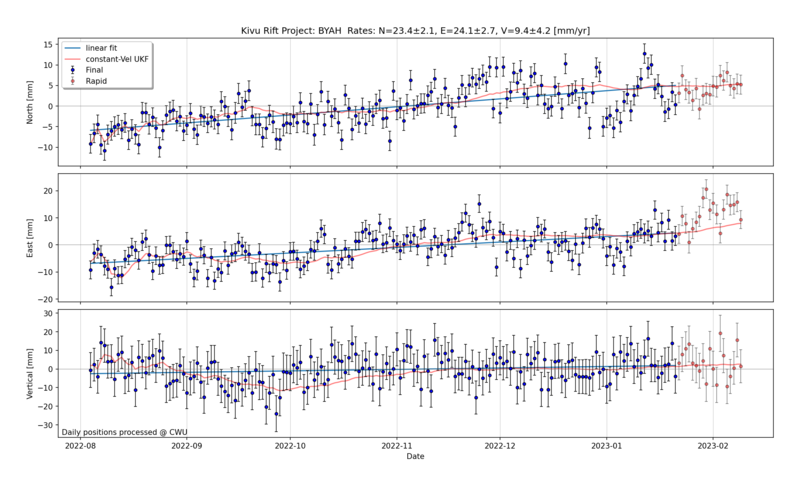 Kivu Rift Project: BYAH  Rates: N=23.4±2.1, E=24.1±2.7, V=9.4±4.2 [mm/yr]
linear fit
constant-Vel UKF
Final
Rapid
North [mm]
15
10
5
0
−5
−10
East [mm]
20
10
0
−10
−20
Vertical [mm]
30
20
10
0
−10
−20
−30
Daily positions processed @ CWU
2022-08 2022-09 2022-10 2022-11 2022-12 2023-01 2023-02
Date